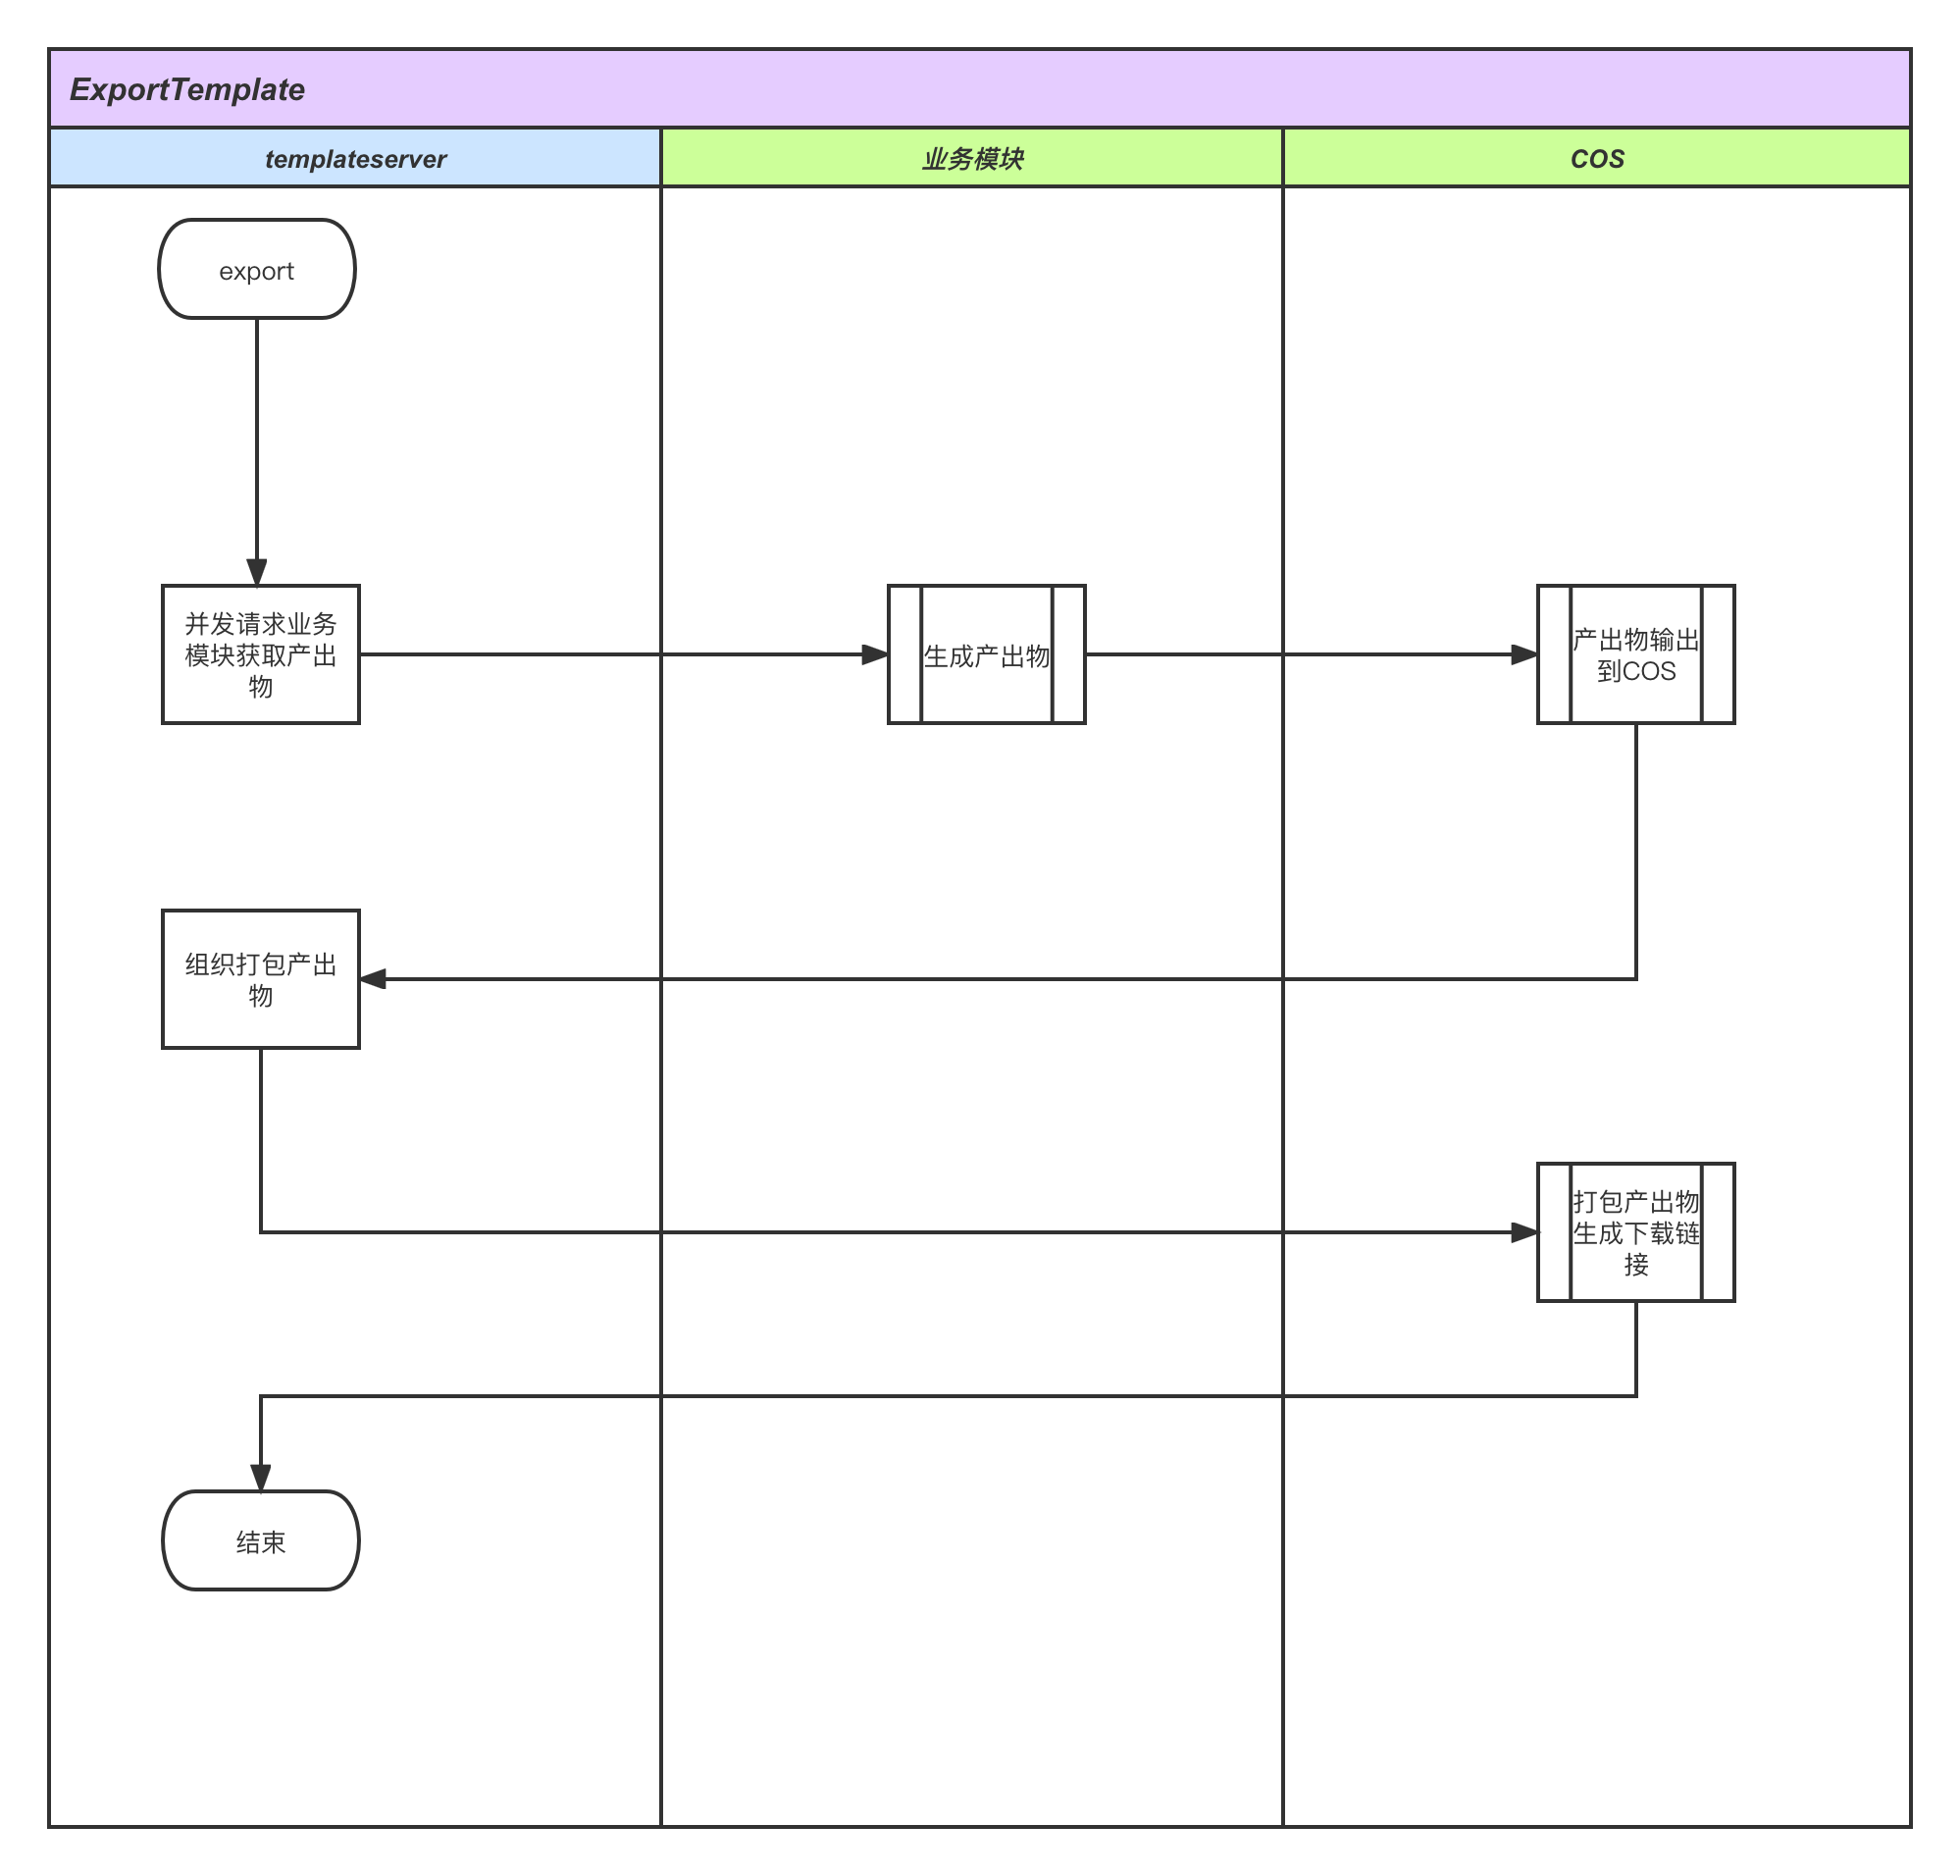 ExportTemplate
templateserver
业务模块
COS
export
并发请求业务
模块获取产出
物
生成产出物
产出物输出
到COS
组织打包产出
物
打包产出物
生成下载链
接
结束